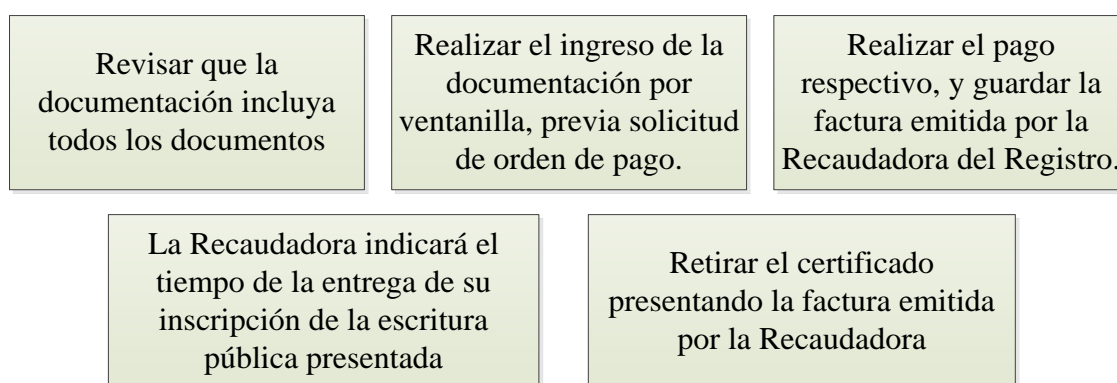 Revisar que la
documentación incluya
todos los documentos
Realizar el ingreso de la
documentación por
ventanilla, previa solicitud
de orden de pago.
Realizar el pago
respectivo, y guardar la
factura emitida por la
Recaudadora del Registro.
La Recaudadora indicará el
tiempo de la entrega de su
inscripción de la escritura
pública presentada
Retirar el certificado
presentando la factura emitida
por la Recaudadora